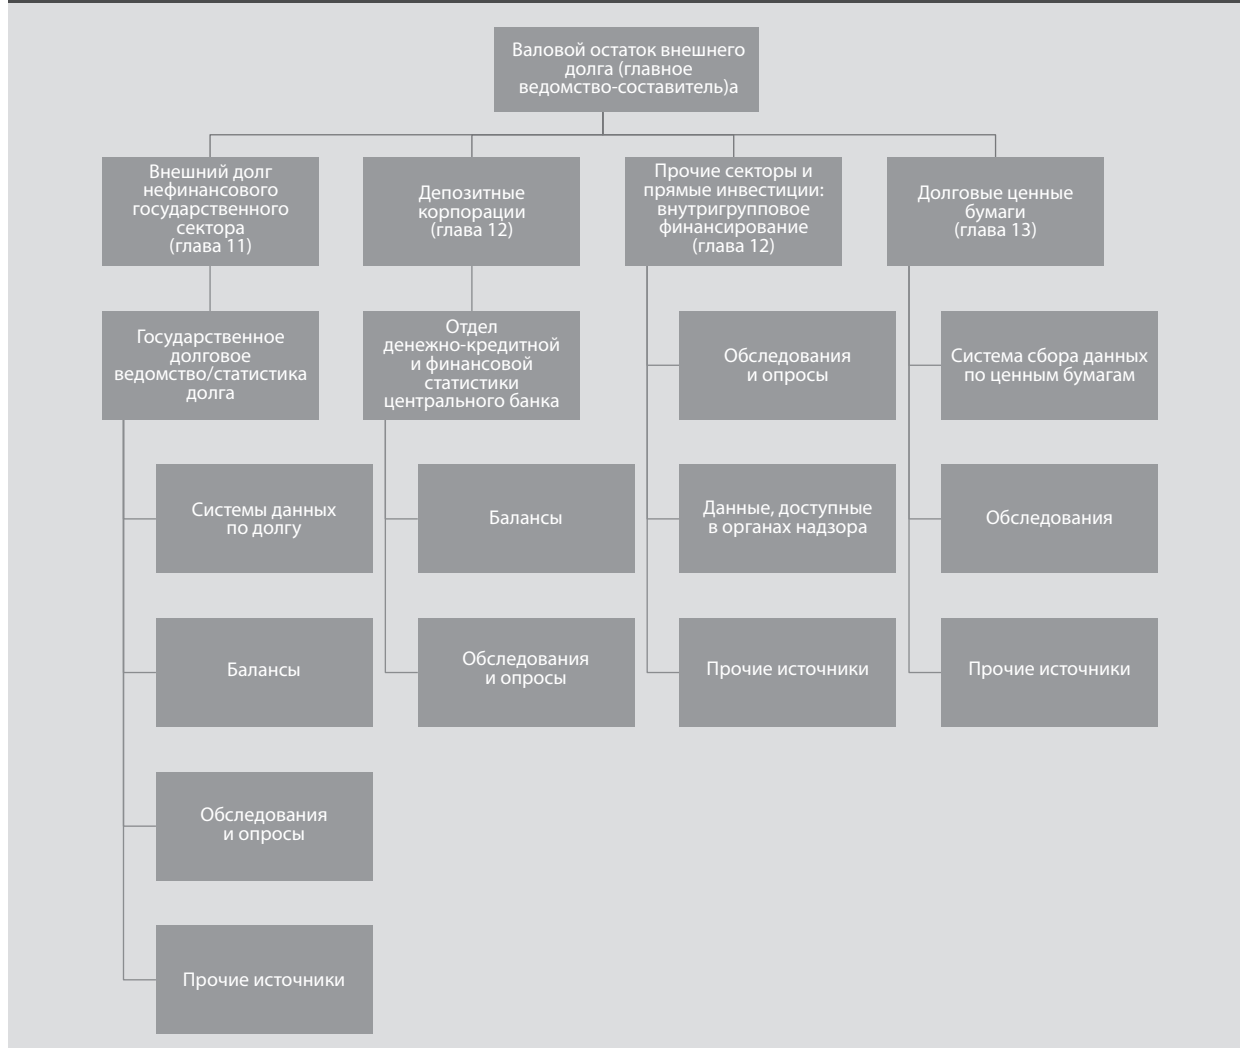 Валовой остаток внешнего
долга (главное
ведомство-составитель)а
Внешний долг
нефинансового
государственного
сектора
(глава 11)
Депозитные
корпорации
(глава 12)
Прочие секторы и
прямые инвестиции:
внутригрупповое
финансирование
(глава 12)
Долговые ценные
бумаги
(глава 13)
Государственное
долговое
ведомство/статистика
долга
Отдел
денежно-кредитной
и финансовой
статистики
центрального банка
Обследования
и опросы
Система сбора данных
по ценным бумагам
Системы данных
по долгу
Балансы
Данные, доступные
в органах надзора
Обследования
Балансы
Обследования
и опросы
Прочие источники
Прочие источники
Обследования
и опросы
Прочие источники